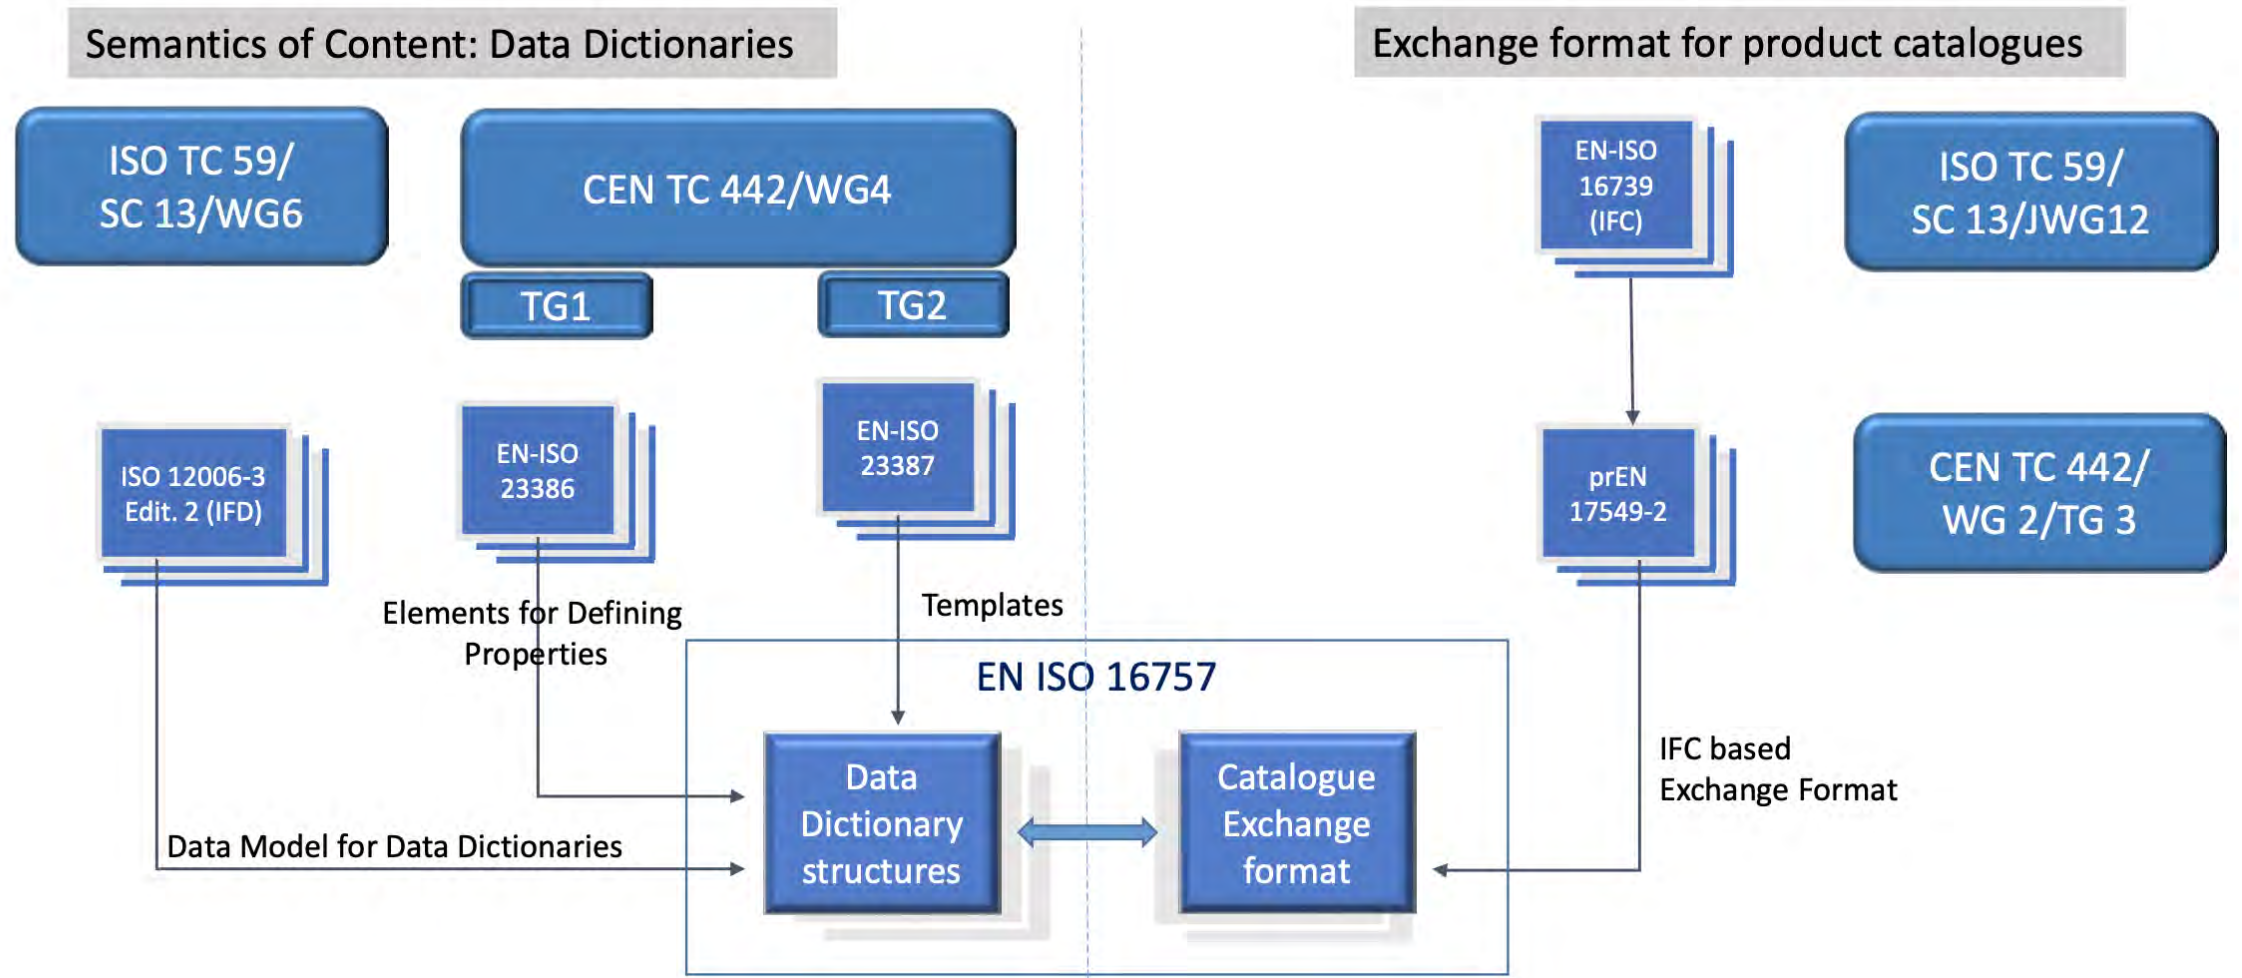 Semantics of Content: Data Dictionaries
Exchange format for product catalogues
ISO TC 59/
SC 13/WG6
CEN TC 442/WG4
TG1
TG2
EN-ISO
16739
(IFC)
ISO TC 59/
SC 13/JWG12
ISO 12006-3
Edit. 2 (IFD)
EN-ISO
23386
EN-ISO
23387
prEN
17549-2
CEN TC 442/
WG 2/TG 3
Elements for Defining
Properties
Templates
EN ISO 16757
Data Model for Data Dictionaries
Data
Dictionary
structures
Catalogue
Exchange
format
IFC based
Exchange Format